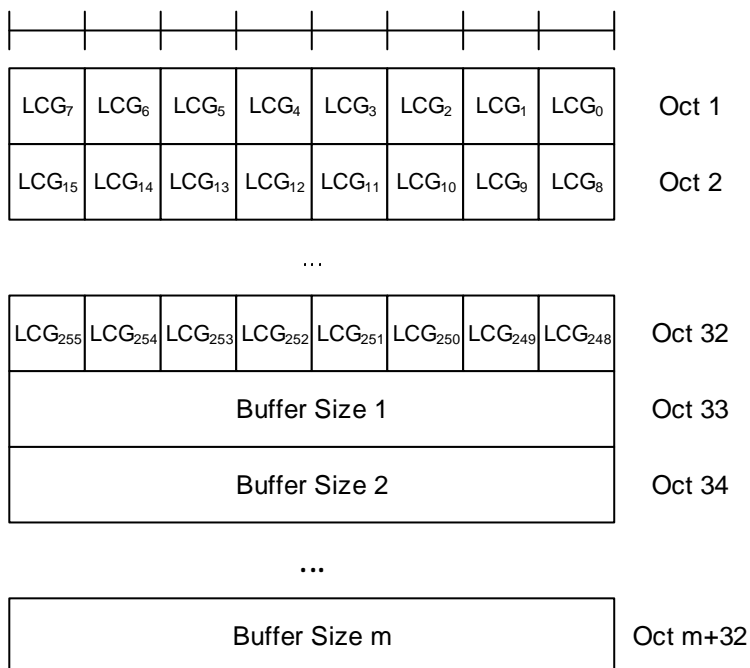 LCG₇ LCG₆ LCG₅ LCG₄ LCG₃ LCG₂ LCG₁ LCG₀ Oct 1
LCG₁₅ LCG₁₄ LCG₁₃ LCG₁₂ LCG₁₁ LCG₁₀ LCG₉ LCG₈ Oct 2
...
LCG₂₅₅ LCG₂₅₄ LCG₂₅₃ LCG₂₅₂ LCG₂₅₁ LCG₂₅₀ LCG₂₄₉ LCG₂₄₈ Oct 32
Buffer Size 1 Oct 33
Buffer Size 2 Oct 34
...
Buffer Size m Oct m+32